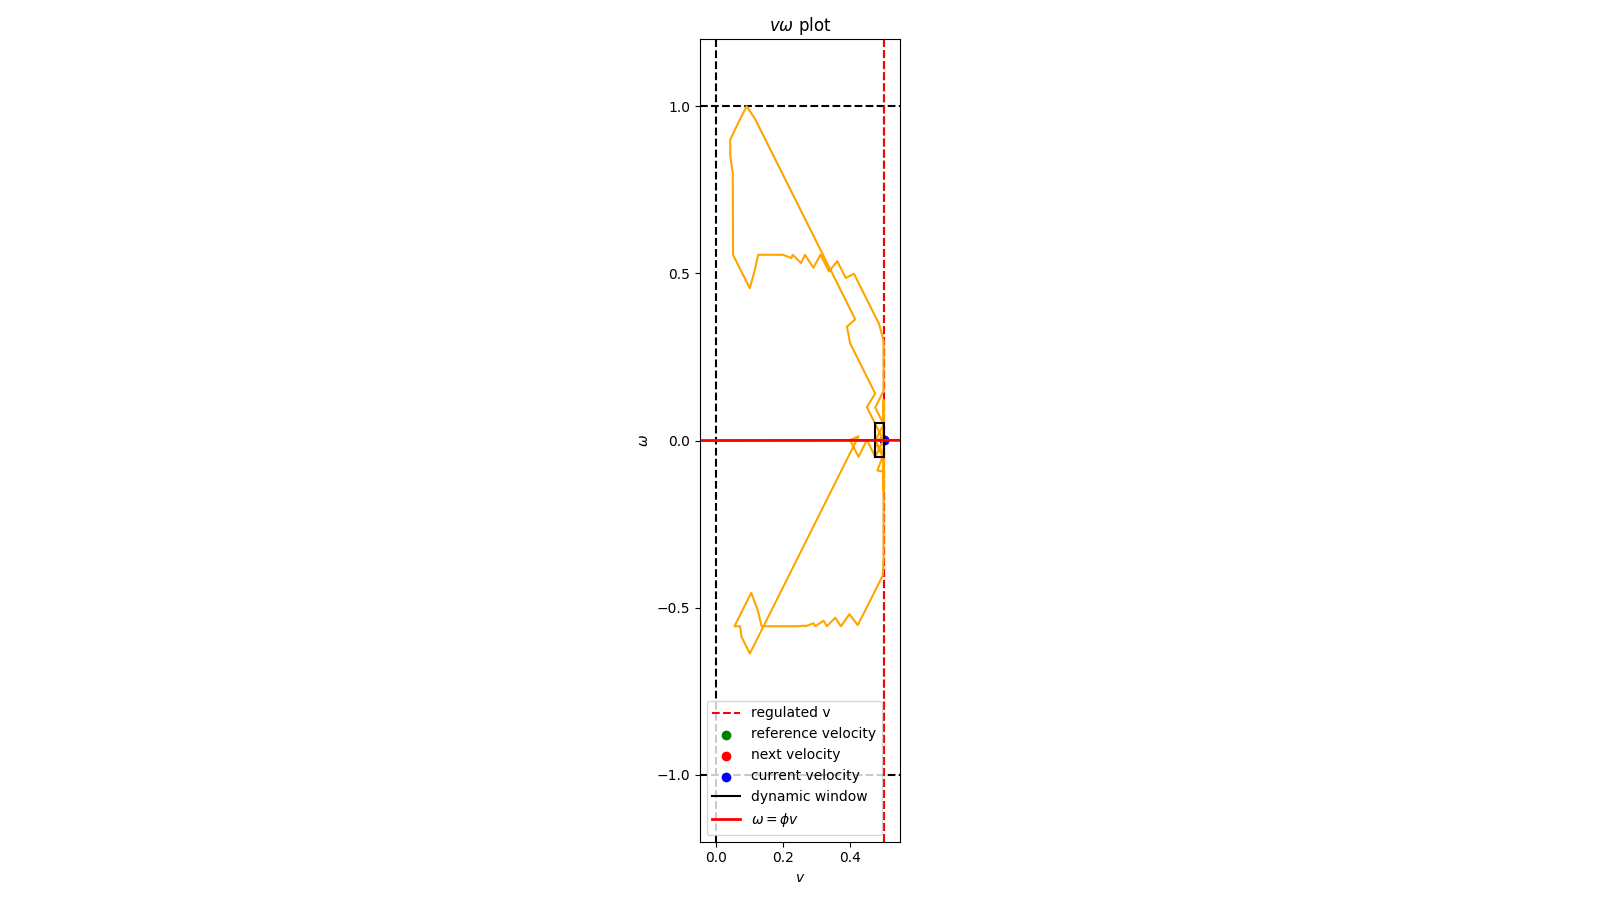 vω plot
1.0
0.5
0.0
−0.5
−1.0
ω
regulated v
reference velocity
next velocity
current velocity
dynamic window
ω = ϕv
0.0 0.2 0.4
v